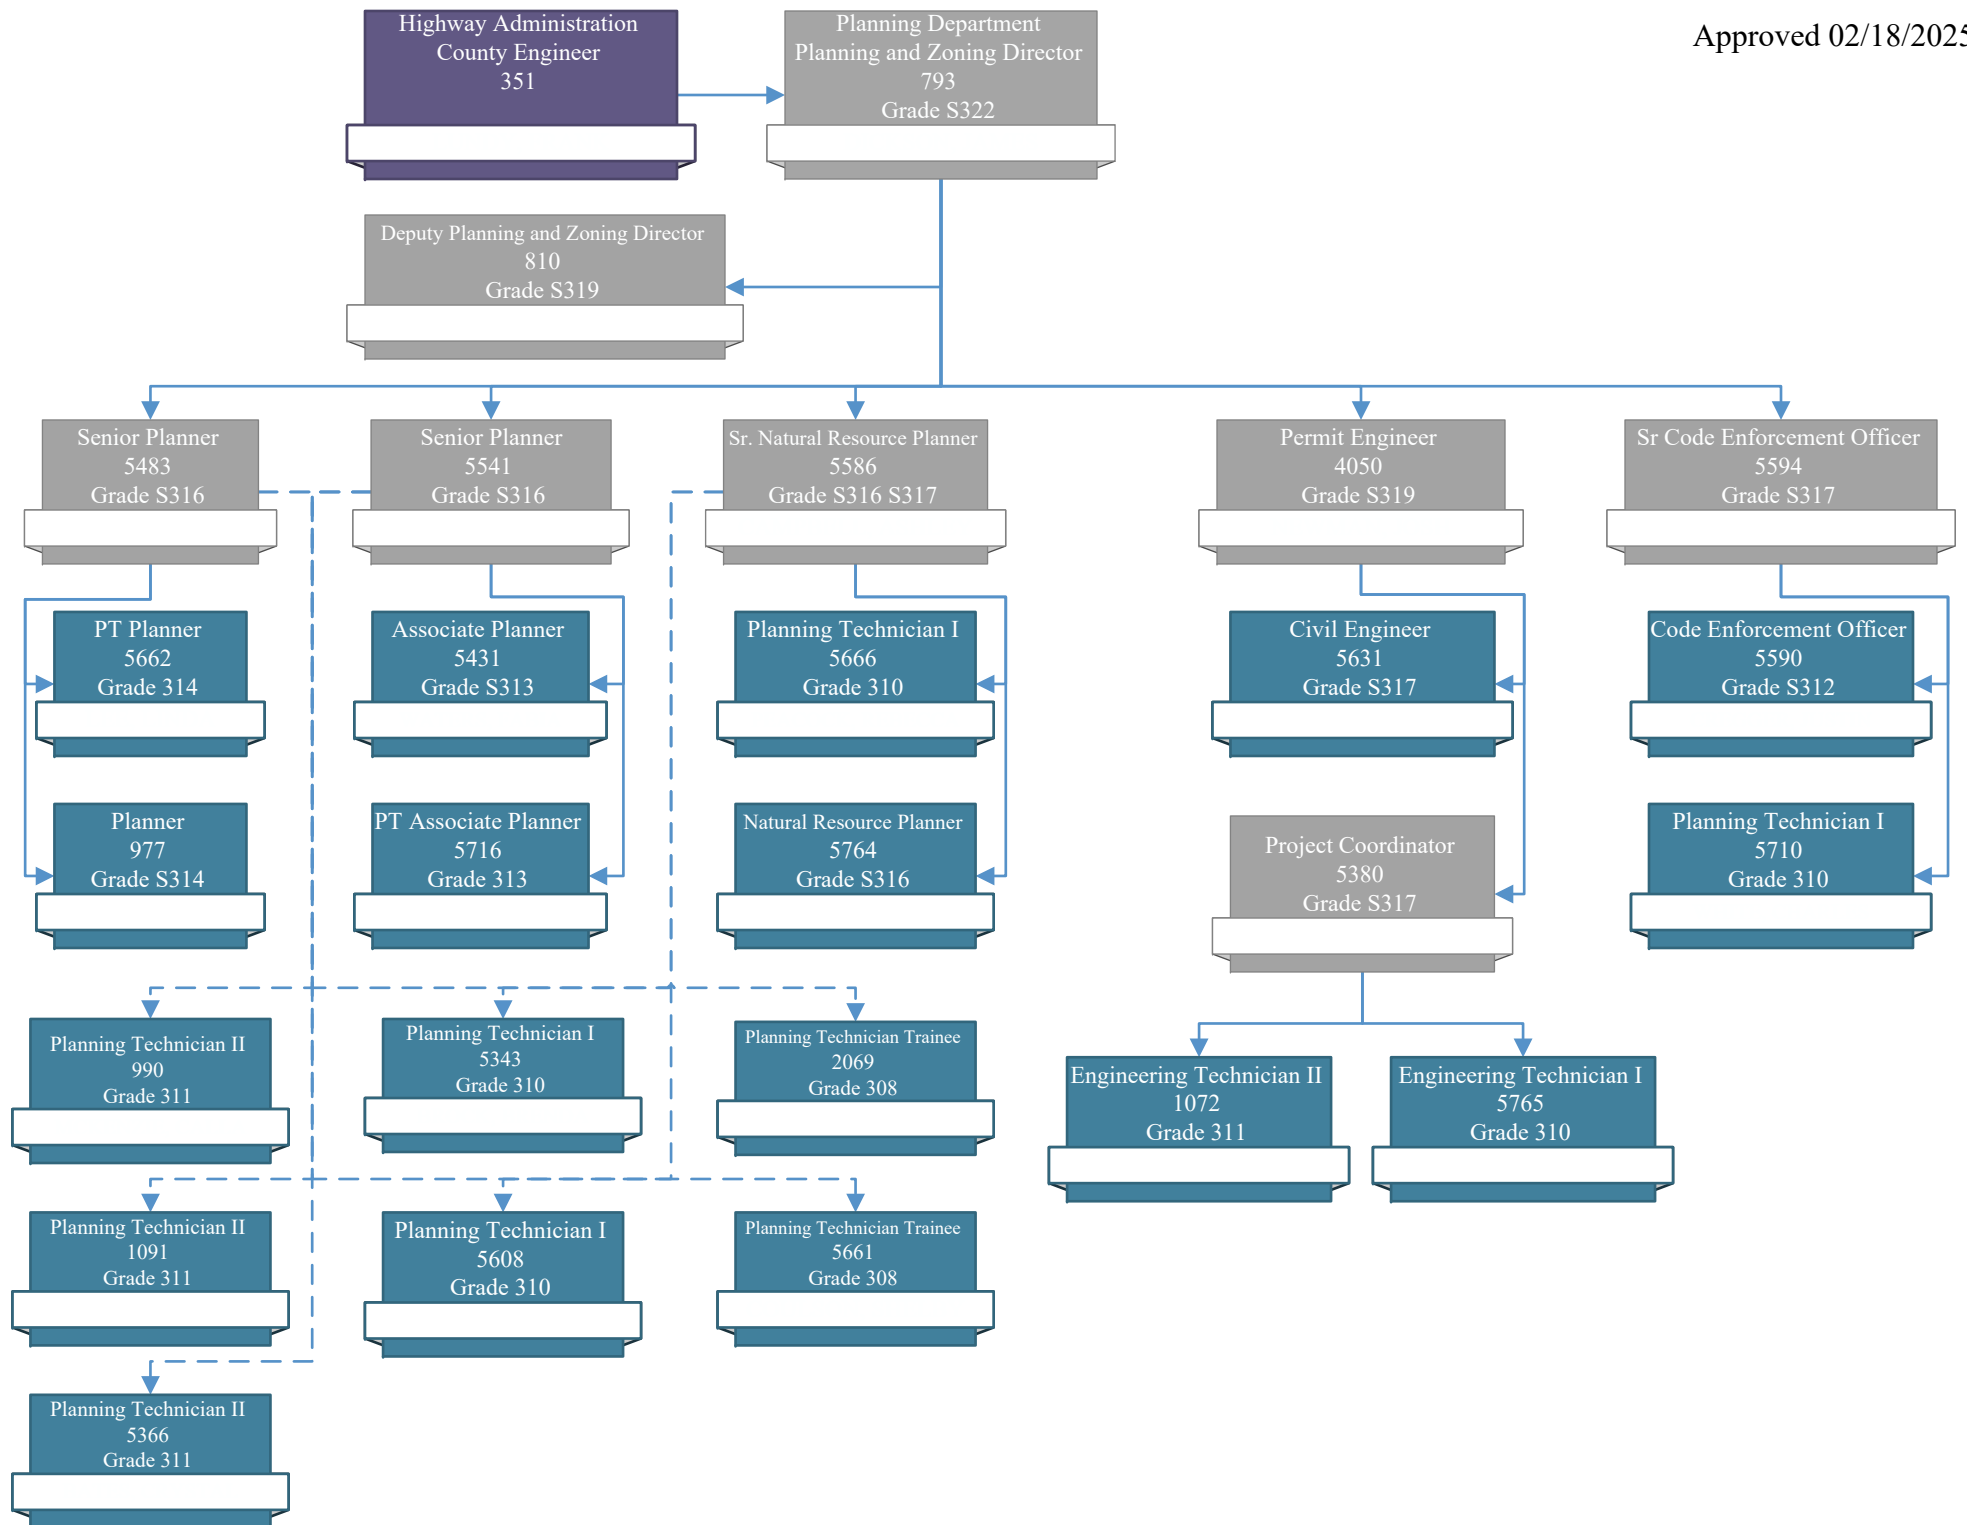 Highway Administration
County Engineer
351
Planning Department
Planning and Zoning Director
793
Grade S322
Approved 02/18/2025
Deputy Planning and Zoning Director
810
Grade S319
Senior Planner
5483
Grade S316
Senior Planner
5541
Grade S316
Sr. Natural Resource Planner
5586
Grade S316 S317
Permit Engineer
4050
Grade S319
Sr Code Enforcement Officer
5594
Grade S317
PT Planner
5662
Grade 314
Associate Planner
5431
Grade S313
Planning Technician I
5666
Grade 310
Civil Engineer
5631
Grade S317
Code Enforcement Officer
5590
Grade S312
Planner
977
Grade S314
PT Associate Planner
5716
Grade 313
Natural Resource Planner
5764
Grade S316
Project Coordinator
5380
Grade S317
Planning Technician I
5710
Grade 310
Planning Technician II
990
Grade 311
Planning Technician I
5343
Grade 310
Planning Technician Trainee
2069
Grade 308
Engineering Technician II
1072
Grade 311
Engineering Technician I
5765
Grade 310
Planning Technician II
1091
Grade 311
Planning Technician I
5608
Grade 310
Planning Technician Trainee
5661
Grade 308
Planning Technician II
5366
Grade 311